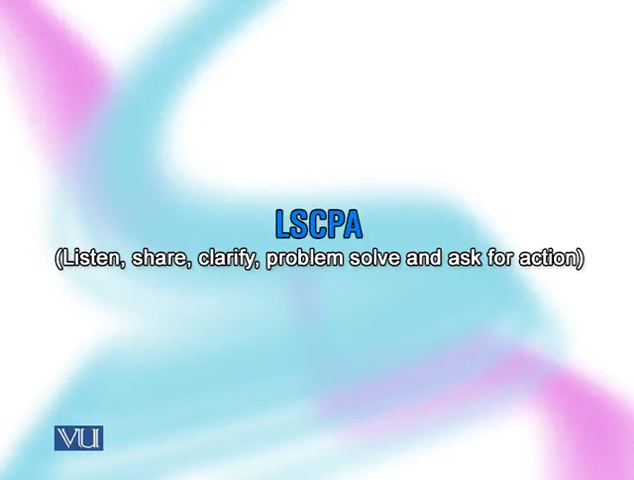 LSCPA
(Listen, share, clarify, problem solve and ask for action)
VU